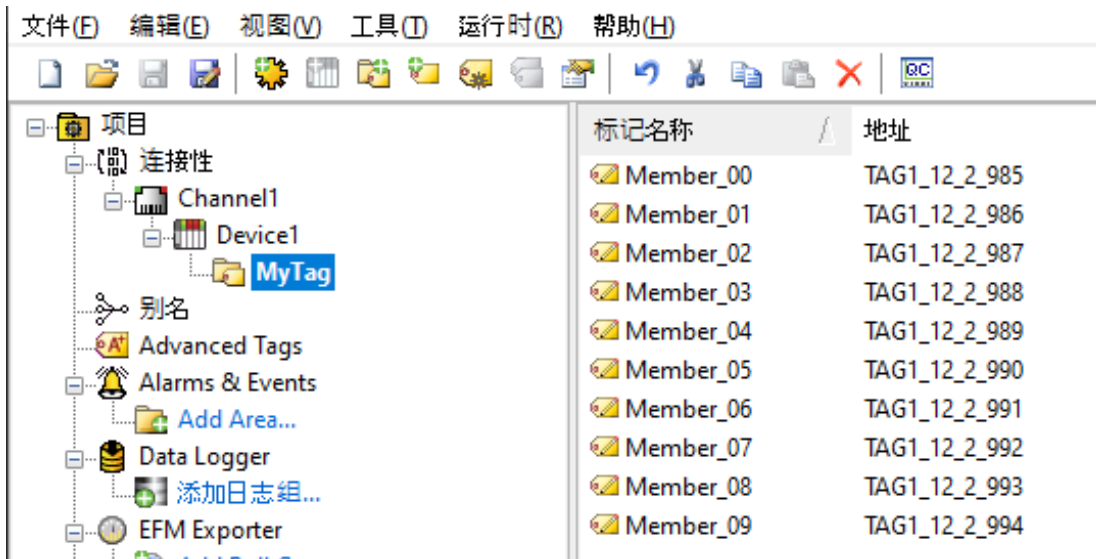 文件(F) 编辑(E) 视图(V) 工具(T) 运行时(R) 帮助(H)
QC
项目
连接性
Channel1
Device1
MyTag
别名
Advanced Tags
Alarms & Events
Add Area...
Data Logger
添加日志组...
EFM Exporter
标记名称 地址
Member_00 TAG1_12_2_985
Member_01 TAG1_12_2_986
Member_02 TAG1_12_2_987
Member_03 TAG1_12_2_988
Member_04 TAG1_12_2_989
Member_05 TAG1_12_2_990
Member_06 TAG1_12_2_991
Member_07 TAG1_12_2_992
Member_08 TAG1_12_2_993
Member_09 TAG1_12_2_994